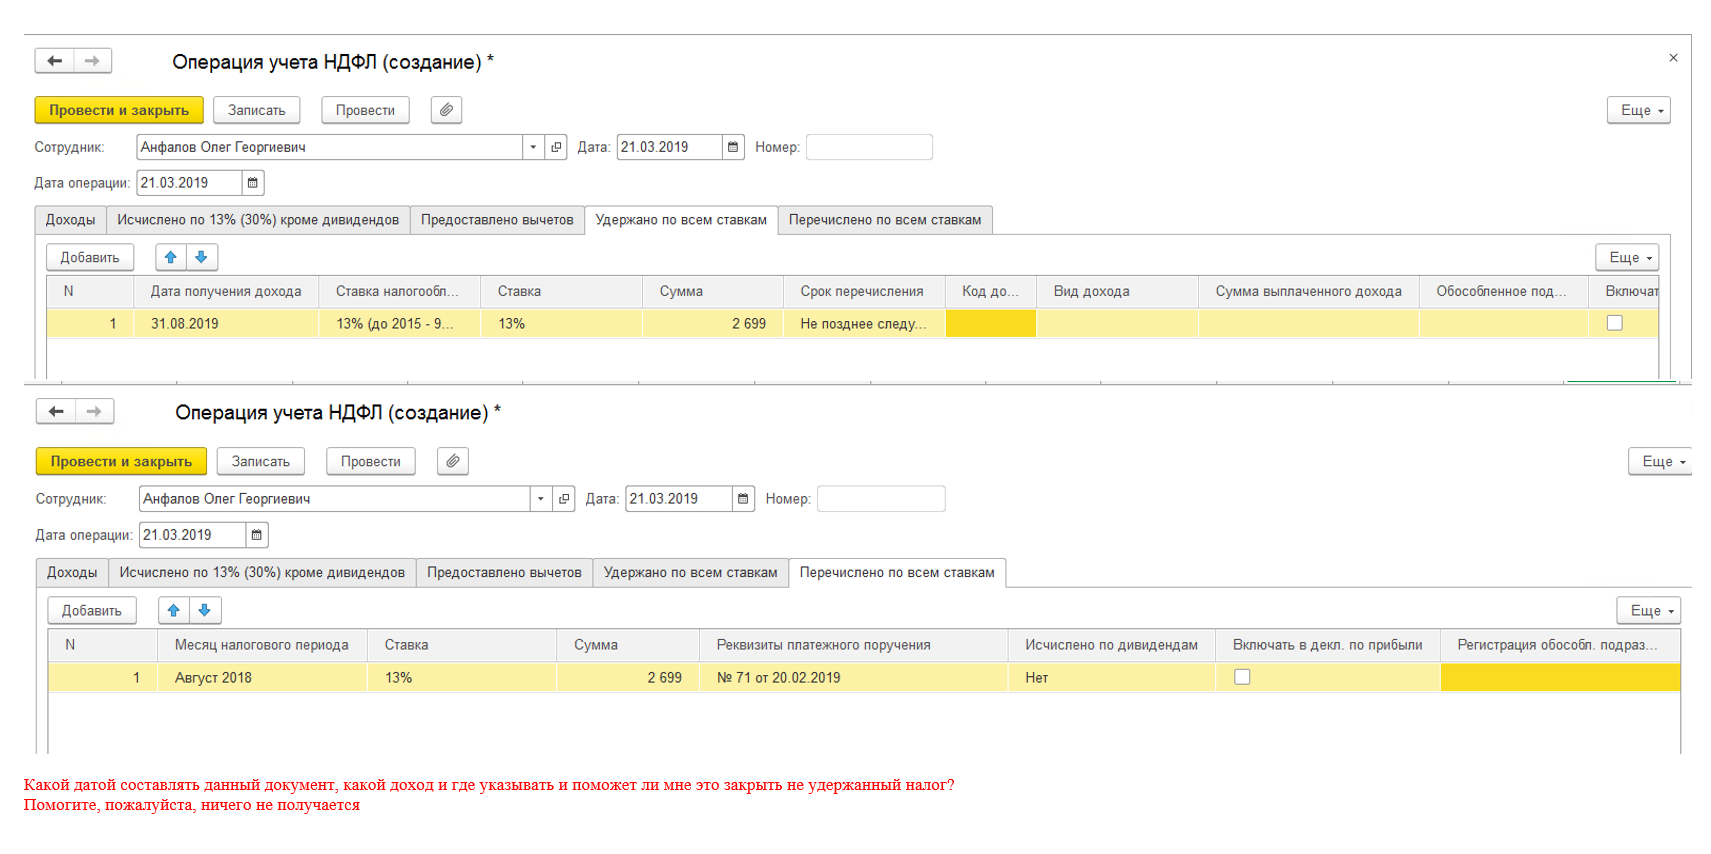 Операция учета НДФЛ (создание) *
Провести и закрыть Записать Провести Еще
Сотрудник: Анфалов Олег Георгиевич Дата: 21.03.2019 Номер:
Дата операции: 21.03.2019
Доходы Исчислено по 13% (30%) кроме дивидендов Предоставлено вычетов Удержано по всем ставкам Перечислено по всем ставкам
Добавить Еще
N Дата получения дохода Ставка налогообл... Ставка Сумма Срок перечисления Код до... Вид дохода Сумма выплаченного дохода Обособленное под... Включат
1 31.08.2019 13% (до 2015 - 9... 13% 2 699 Не позднее следу...
Операция учета НДФЛ (создание) *
Провести и закрыть Записать Провести Еще
Сотрудник: Анфалов Олег Георгиевич Дата: 21.03.2019 Номер:
Дата операции: 21.03.2019
Доходы Исчислено по 13% (30%) кроме дивидендов Предоставлено вычетов Удержано по всем ставкам Перечислено по всем ставкам
Добавить Еще
N Месяц налогового периода Ставка Сумма Реквизиты платежного поручения Исчислено по дивидендам Включать в декл. по прибыли Регистрация обособл. подраз...
1 Август 2018 13% 2 699 № 71 от 20.02.2019 Нет
Какой датой составлять данный документ, какой доход и где указывать и поможет ли мне это закрыть не удержанный налог?
Помогите, пожалуйста, ничего не получается